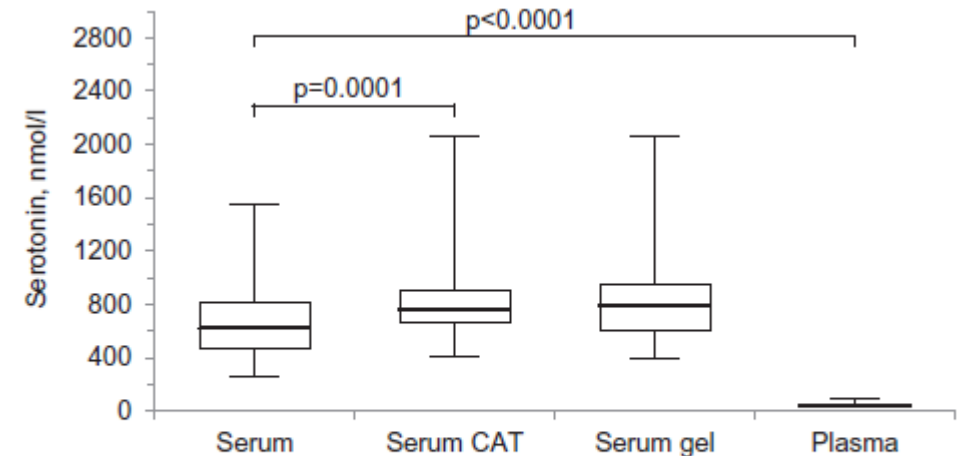 p<0.0001
2800
2400
p=0.0001
2000
1600
1200
800
400
0
Serotonin, nmol/l
Serum Serum CAT Serum gel Plasma